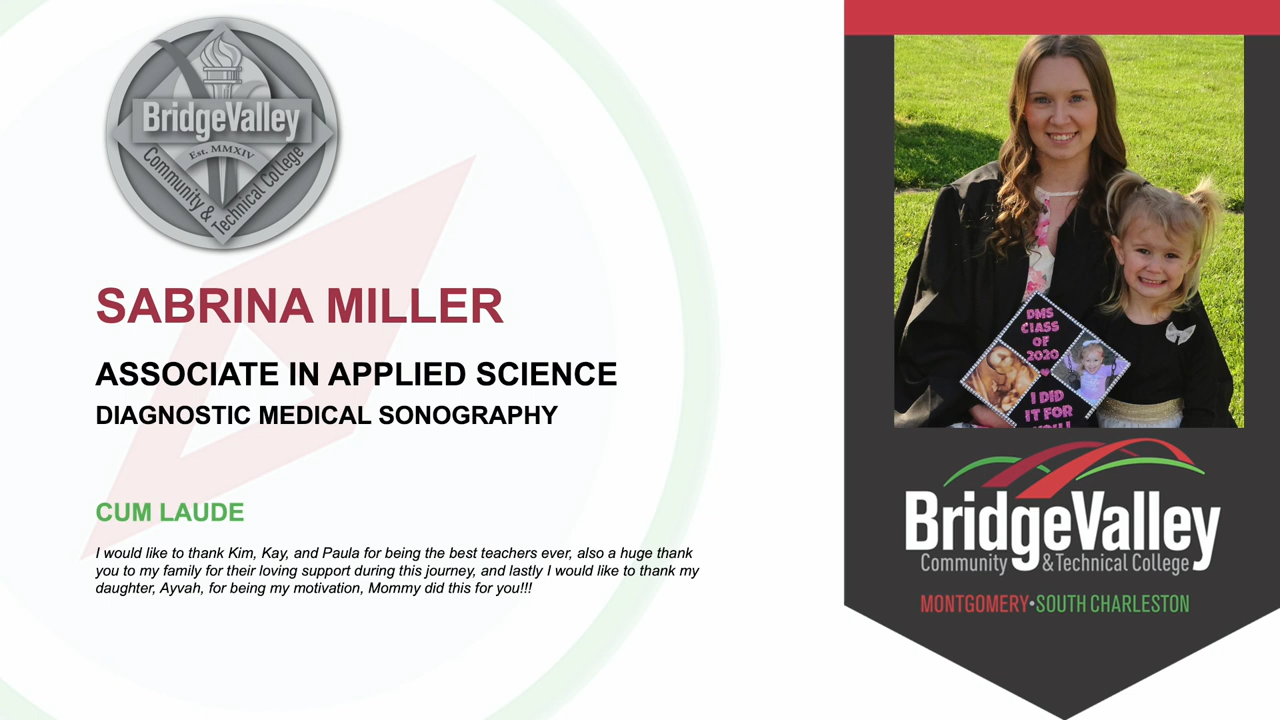 BridgeValley
Est. MMXIV
Community & Technical College
SABRINA MILLER
ASSOCIATE IN APPLIED SCIENCE
DIAGNOSTIC MEDICAL SONOGRAPHY
CUM LAUDE
I would like to thank Kim, Kay, and Paula for being the best teachers ever, also a huge thank
you to my family for their loving support during this journey, and lastly I would like to thank my
daughter, Ayvah, for being my motivation, Mommy did this for you!!!
DMS
CLASS
OF
2020
I DID
IT FOR
YOU!
BridgeValley
Community & Technical College
MONTGOMERY•SOUTH CHARLESTON